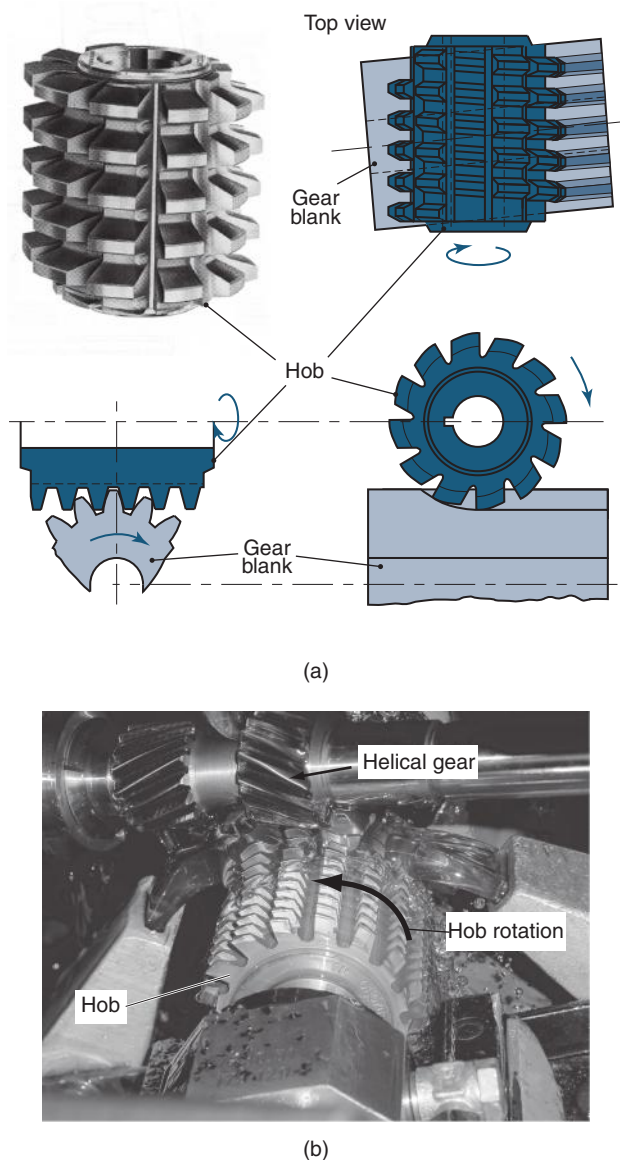 Top view
Gear
blank
Hob
Gear
blank
(a)
Helical gear
Hob rotation
Hob
(b)